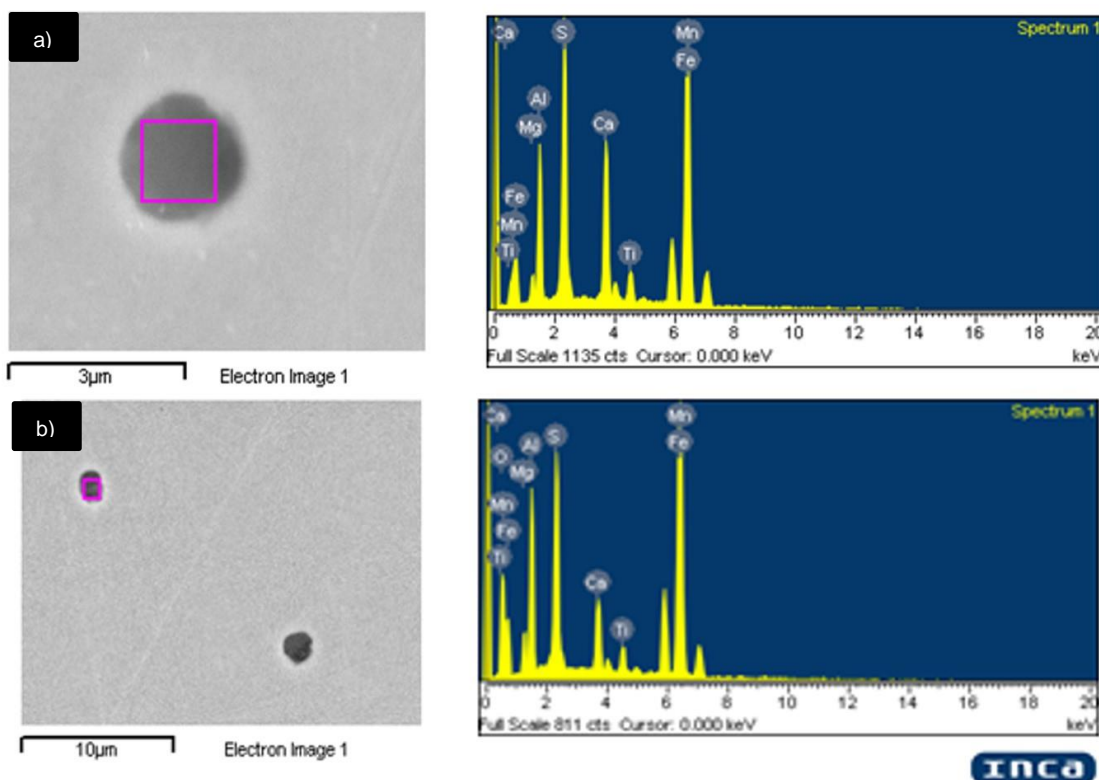 a)
3µm
Electron Image 1
Spectrum 1
Ca
S
Mn
Fe
Al
Mg
Ca
Fe
Mn
Ti
Ti
0 2 4 6 8 10 12 14 16 18 20
Full Scale 1135 cts Cursor: 0.000 keV
keV
b)
10µm
Electron Image 1
Spectrum 1
Ca
Mn
S
Al
Fe
O
Mg
Mn
Fe
Ti
Ca
Ti
0 2 4 6 8 10 12 14 16 18 20
Full Scale 811 cts Cursor: 0.000 keV
keV
INCA